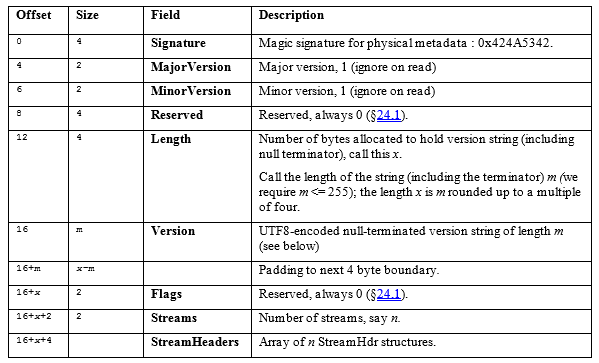 Offset Size Field Description
0 4 Signature Magic signature for physical metadata : 0x424A5342.
4 2 MajorVersion Major version, 1 (ignore on read)
6 2 MinorVersion Minor version, 1 (ignore on read)
8 4 Reserved Reserved, always 0 (§24.1).
12 4 Length Number of bytes allocated to hold version string (including
null terminator), call this x.
Call the length of the string (including the terminator) m (we
require m <= 255); the length x is m rounded up to a multiple
of four.
16 m Version UTF8-encoded null-terminated version string of length m
(see below)
16+m x-m Padding to next 4 byte boundary.
16+x 2 Flags Reserved, always 0 (§24.1).
16+x+2 2 Streams Number of streams, say n.
16+x+4 StreamHeaders Array of n StreamHdr structures.